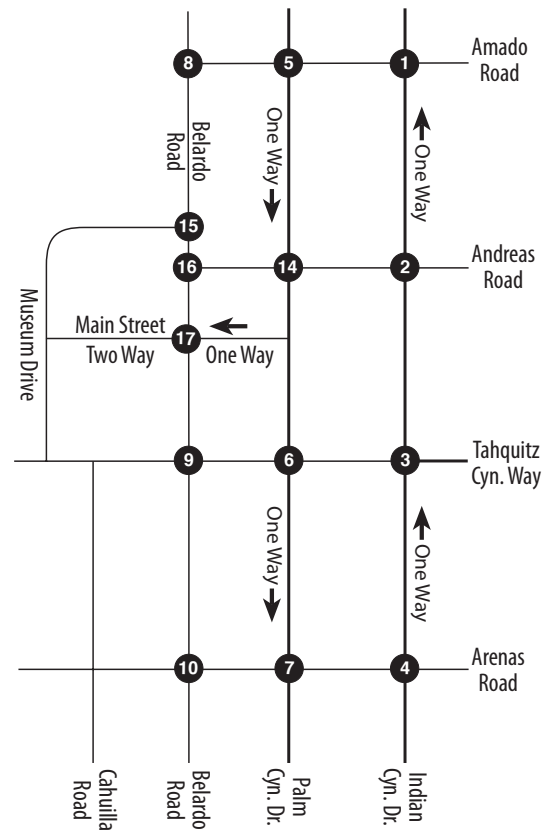 8
5
1
Amado
Road
One Way
One Way
Belardo
Road
15
16
14
2
Andreas
Road
Museum Drive
Main Street
17
Two Way
One Way
9
6
3
Tahquitz
Cyn. Way
One Way
One Way
10
7
4
Arenas
Road
Cahuilla
Road
Belardo
Road
Palm
Cyn. Dr.
Indian
Cyn. Dr.